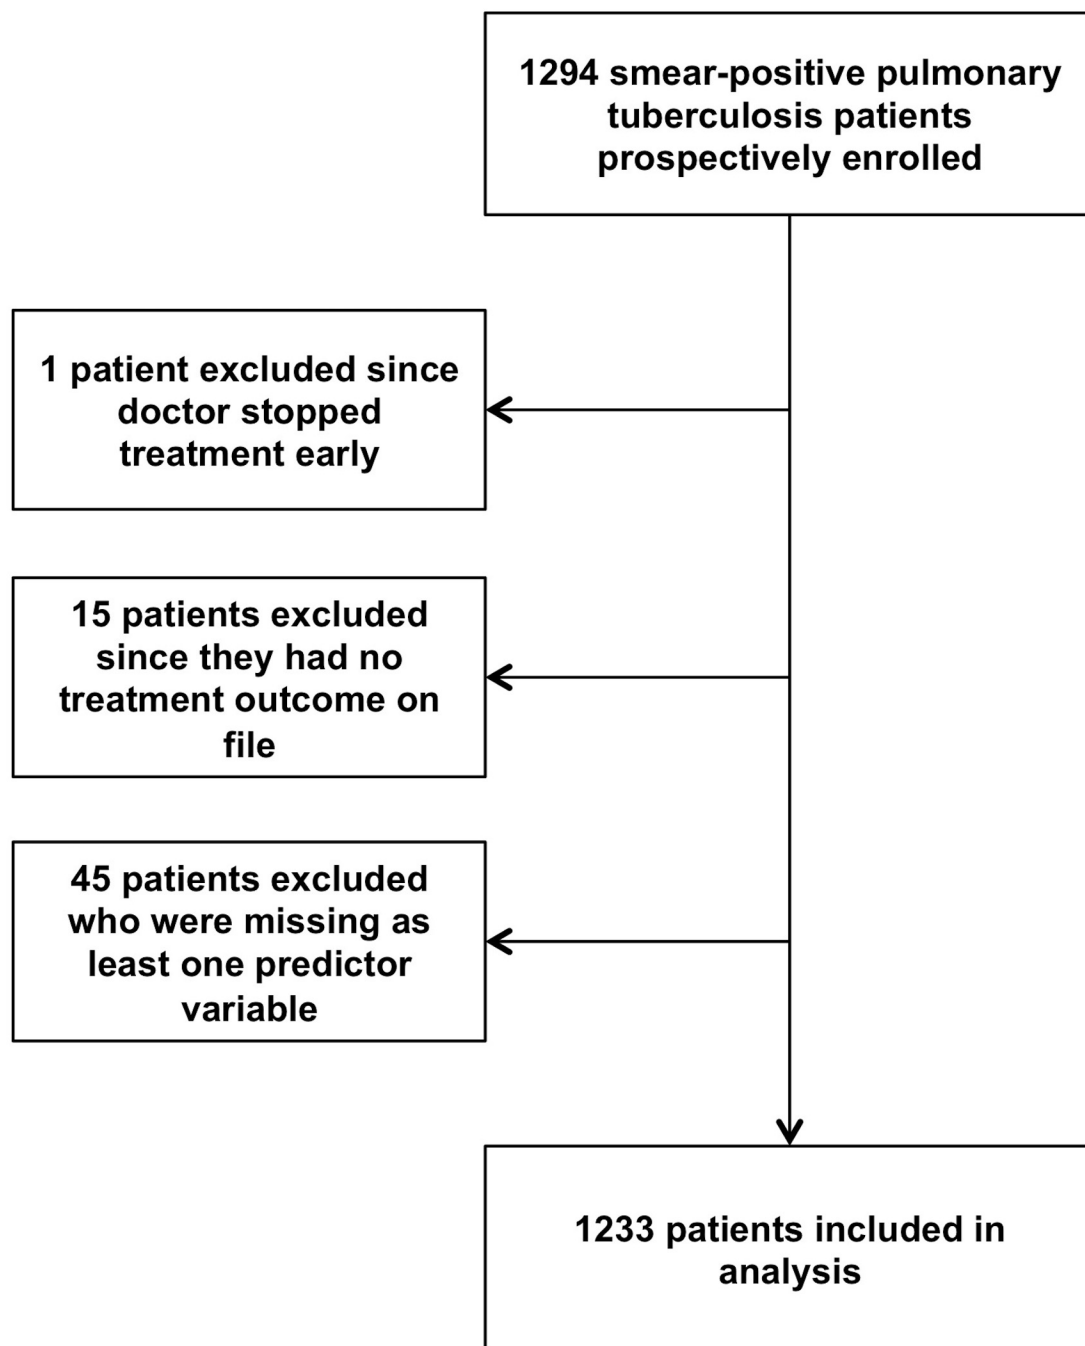 1294 smear-positive pulmonary
tuberculosis patients
prospectively enrolled
1 patient excluded since
doctor stopped
treatment early
15 patients excluded
since they had no
treatment outcome on
file
45 patients excluded
who were missing as
least one predictor
variable
1233 patients included in
analysis